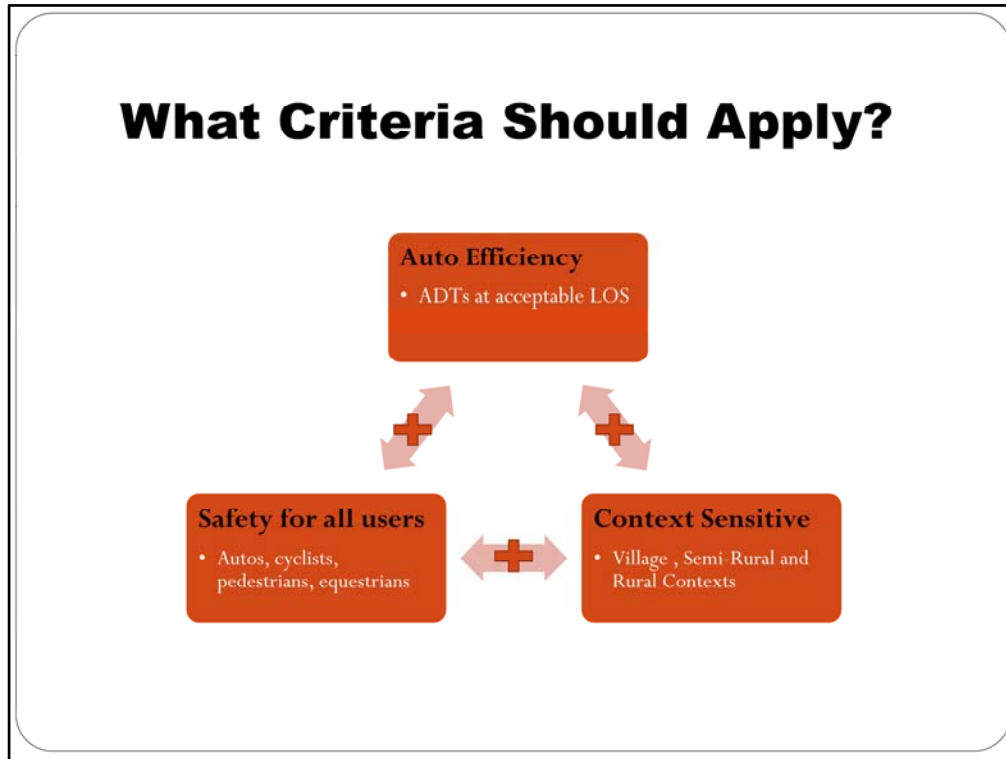 What Criteria Should Apply?
Auto Efficiency
• ADTs at acceptable LOS
Safety for all users
• Autos, cyclists,
pedestrians, equestrians
Context Sensitive
• Village , Semi-Rural and
Rural Contexts